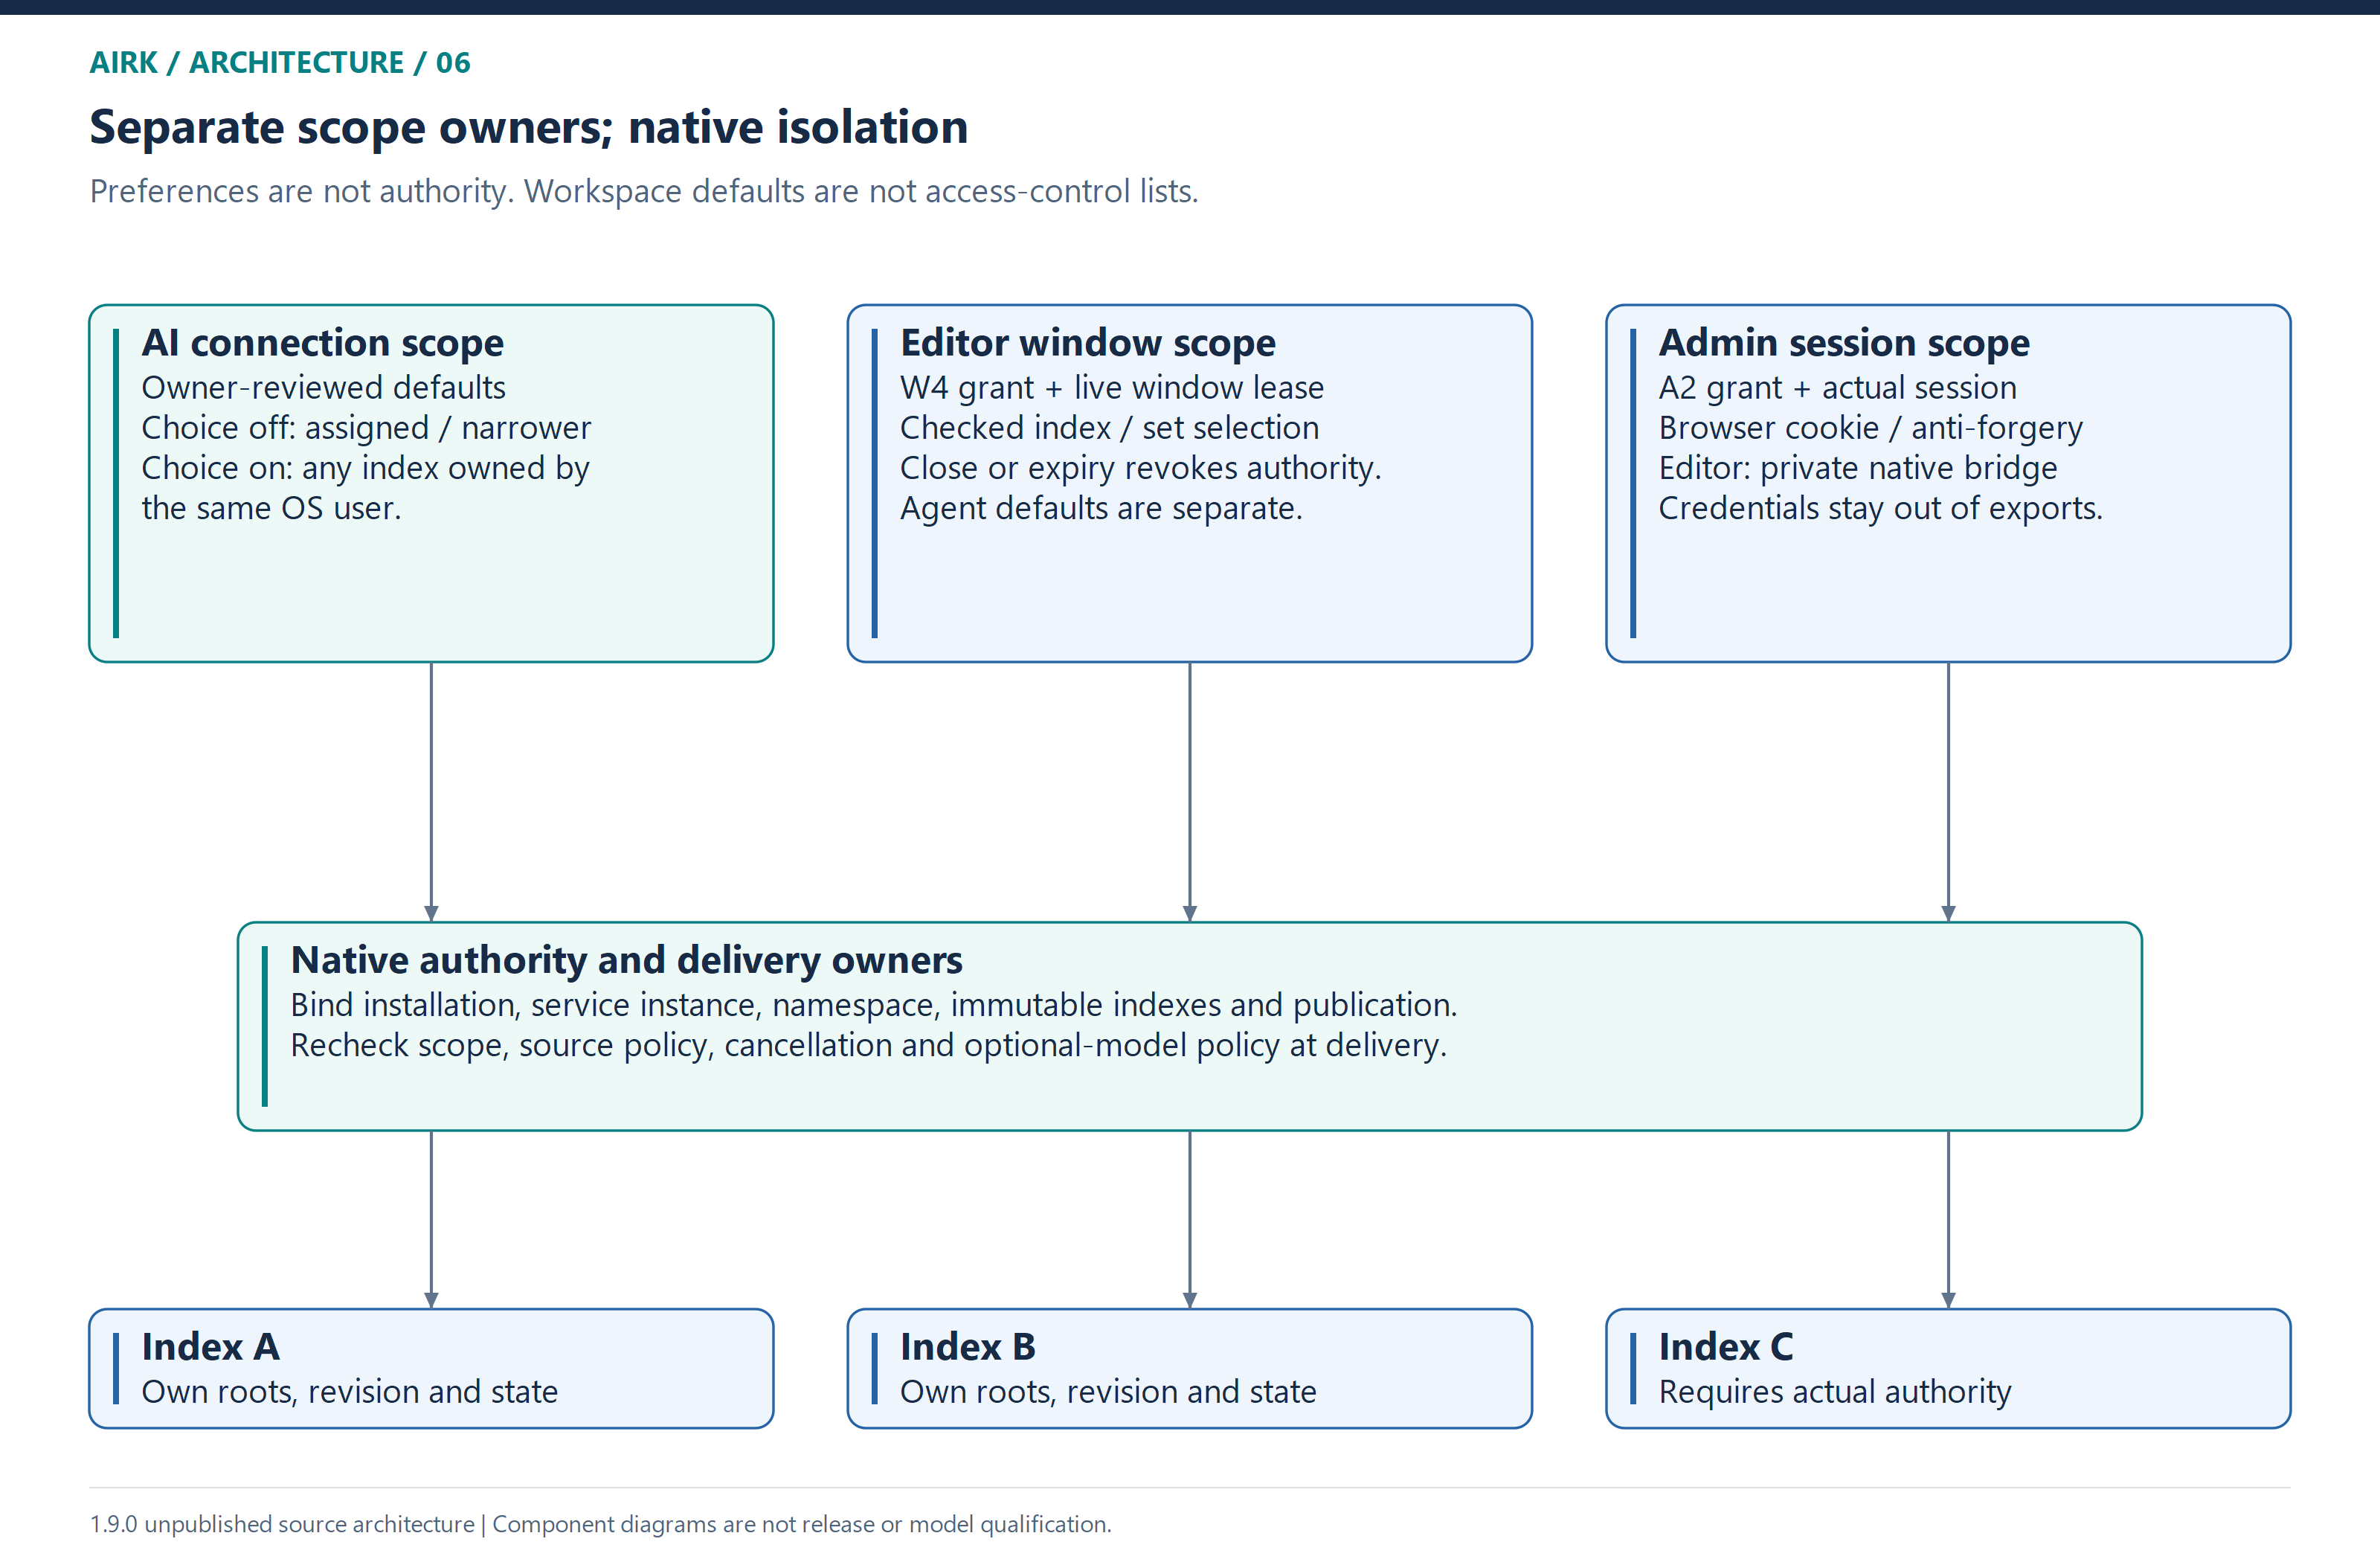 AIRK / ARCHITECTURE / 06
Separate scope owners; native isolation
Preferences are not authority. Workspace defaults are not access-control lists.
AI connection scope
Owner-reviewed defaults
Choice off: assigned / narrower
Choice on: any index owned by
the same OS user.
Editor window scope
W4 grant + live window lease
Checked index / set selection
Close or expiry revokes authority.
Agent defaults are separate.
Admin session scope
A2 grant + actual session
Browser cookie / anti-forgery
Editor: private native bridge
Credentials stay out of exports.
Native authority and delivery owners
Bind installation, service instance, namespace, immutable indexes and publication.
Recheck scope, source policy, cancellation and optional-model policy at delivery.
Index A
Own roots, revision and state
Index B
Own roots, revision and state
Index C
Requires actual authority
1.9.0 unpublished source architecture | Component diagrams are not release or model qualification.